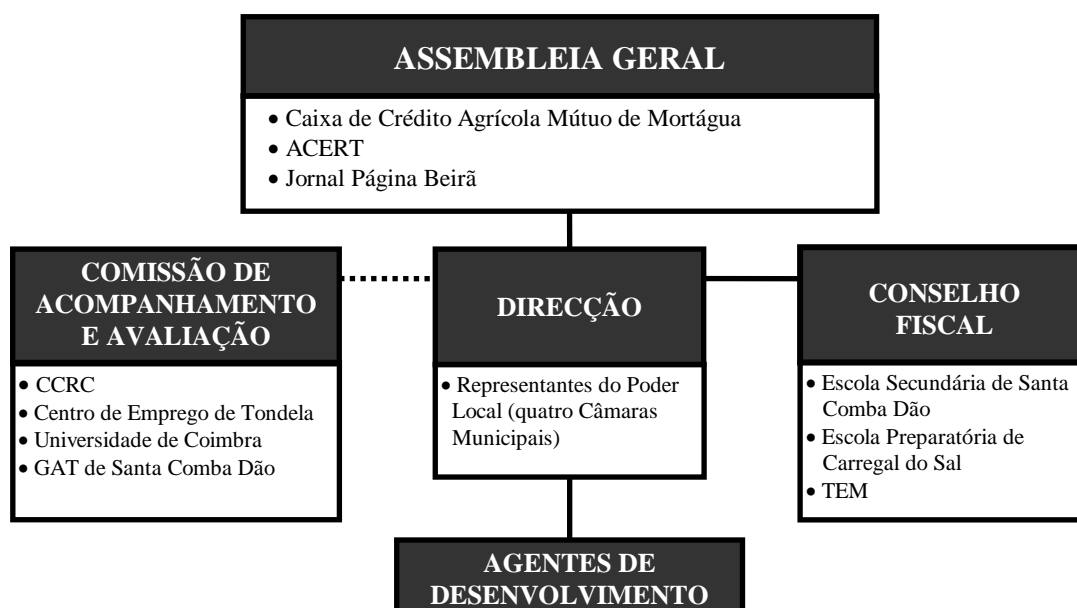 ASSEMBLEIA GERAL
• Caixa de Crédito Agrícola Mútuo de Mortágua
• ACERT
• Jornal Página Beirã
COMISSÃO DE
ACOMPANHAMENTO
E AVALIAÇÃO
• CCRC
• Centro de Emprego de Tondela
• Universidade de Coimbra
• GAT de Santa Comba Dão
DIRECÇÃO
• Representantes do Poder
Local (quatro Câmaras
Municipais)
CONSELHO
FISCAL
• Escola Secundária de Santa
Comba Dão
• Escola Preparatória de
Carregal do Sal
• TEM
AGENTES DE
DESENVOLVIMENTO